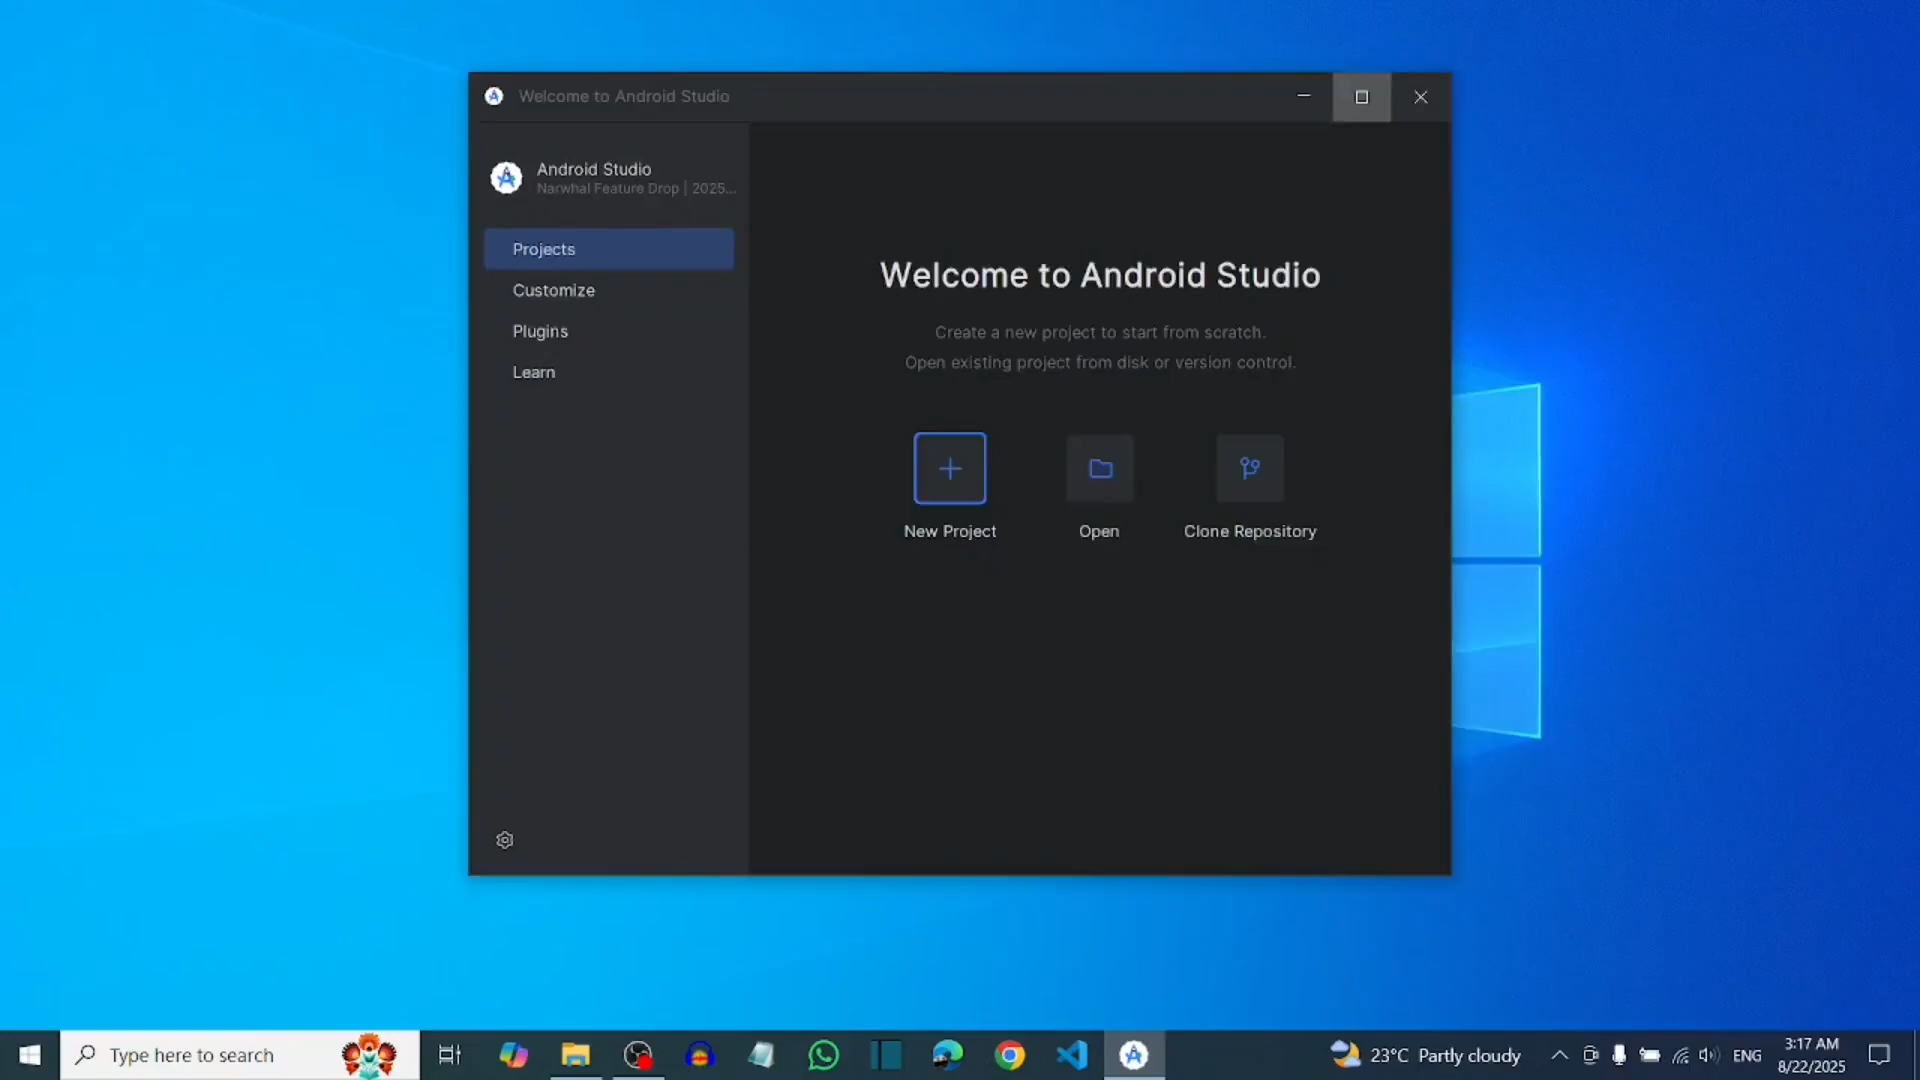 Welcome to Android Studio
Android Studio
Narwhal Feature Drop | 2025...
Projects
Customize
Plugins
Learn
Welcome to Android Studio
Create a new project to start from scratch.
Open existing project from disk or version control.
New Project
Open
Clone Repository
Type here to search
23°C Partly cloudy
ENG
3:17 AM
8/22/2025